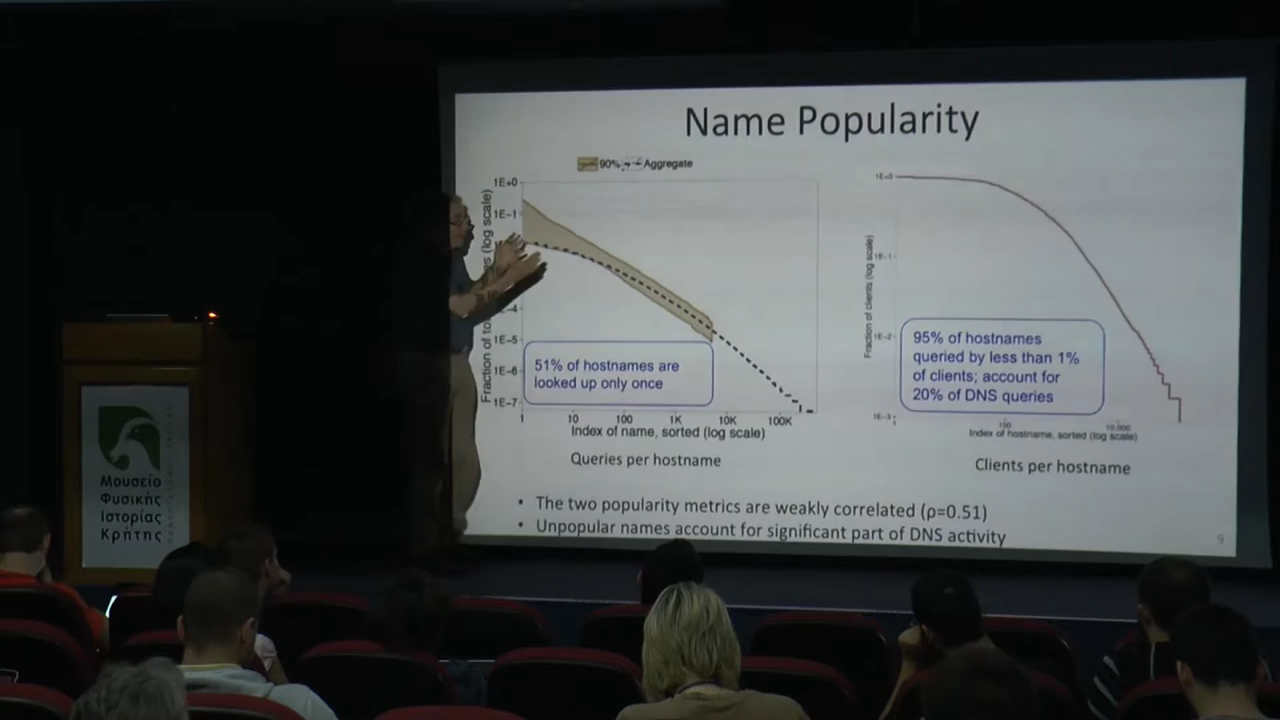 Name Popularity
90% Aggregate
1E+0
1E-1
-4
1E-5
1E-6
1E-7
1 10 100 1K 10K 100K
Fraction of to es (log scale)
Index of name, sorted (log scale)
Queries per hostname
51% of hostnames are
looked up only once
1E-0
1E-1
1E-2
1E-3
1 100 10,000
Fraction of clients (log scale)
Index of hostname, sorted (log scale)
Clients per hostname
95% of hostnames
queried by less than 1%
of clients; account for
20% of DNS queries
• The two popularity metrics are weakly correlated (ρ=0.51)
• Unpopular names account for significant part of DNS activity
9
Μουσείο
Φυσικής
Ιστορίας
Κρήτης